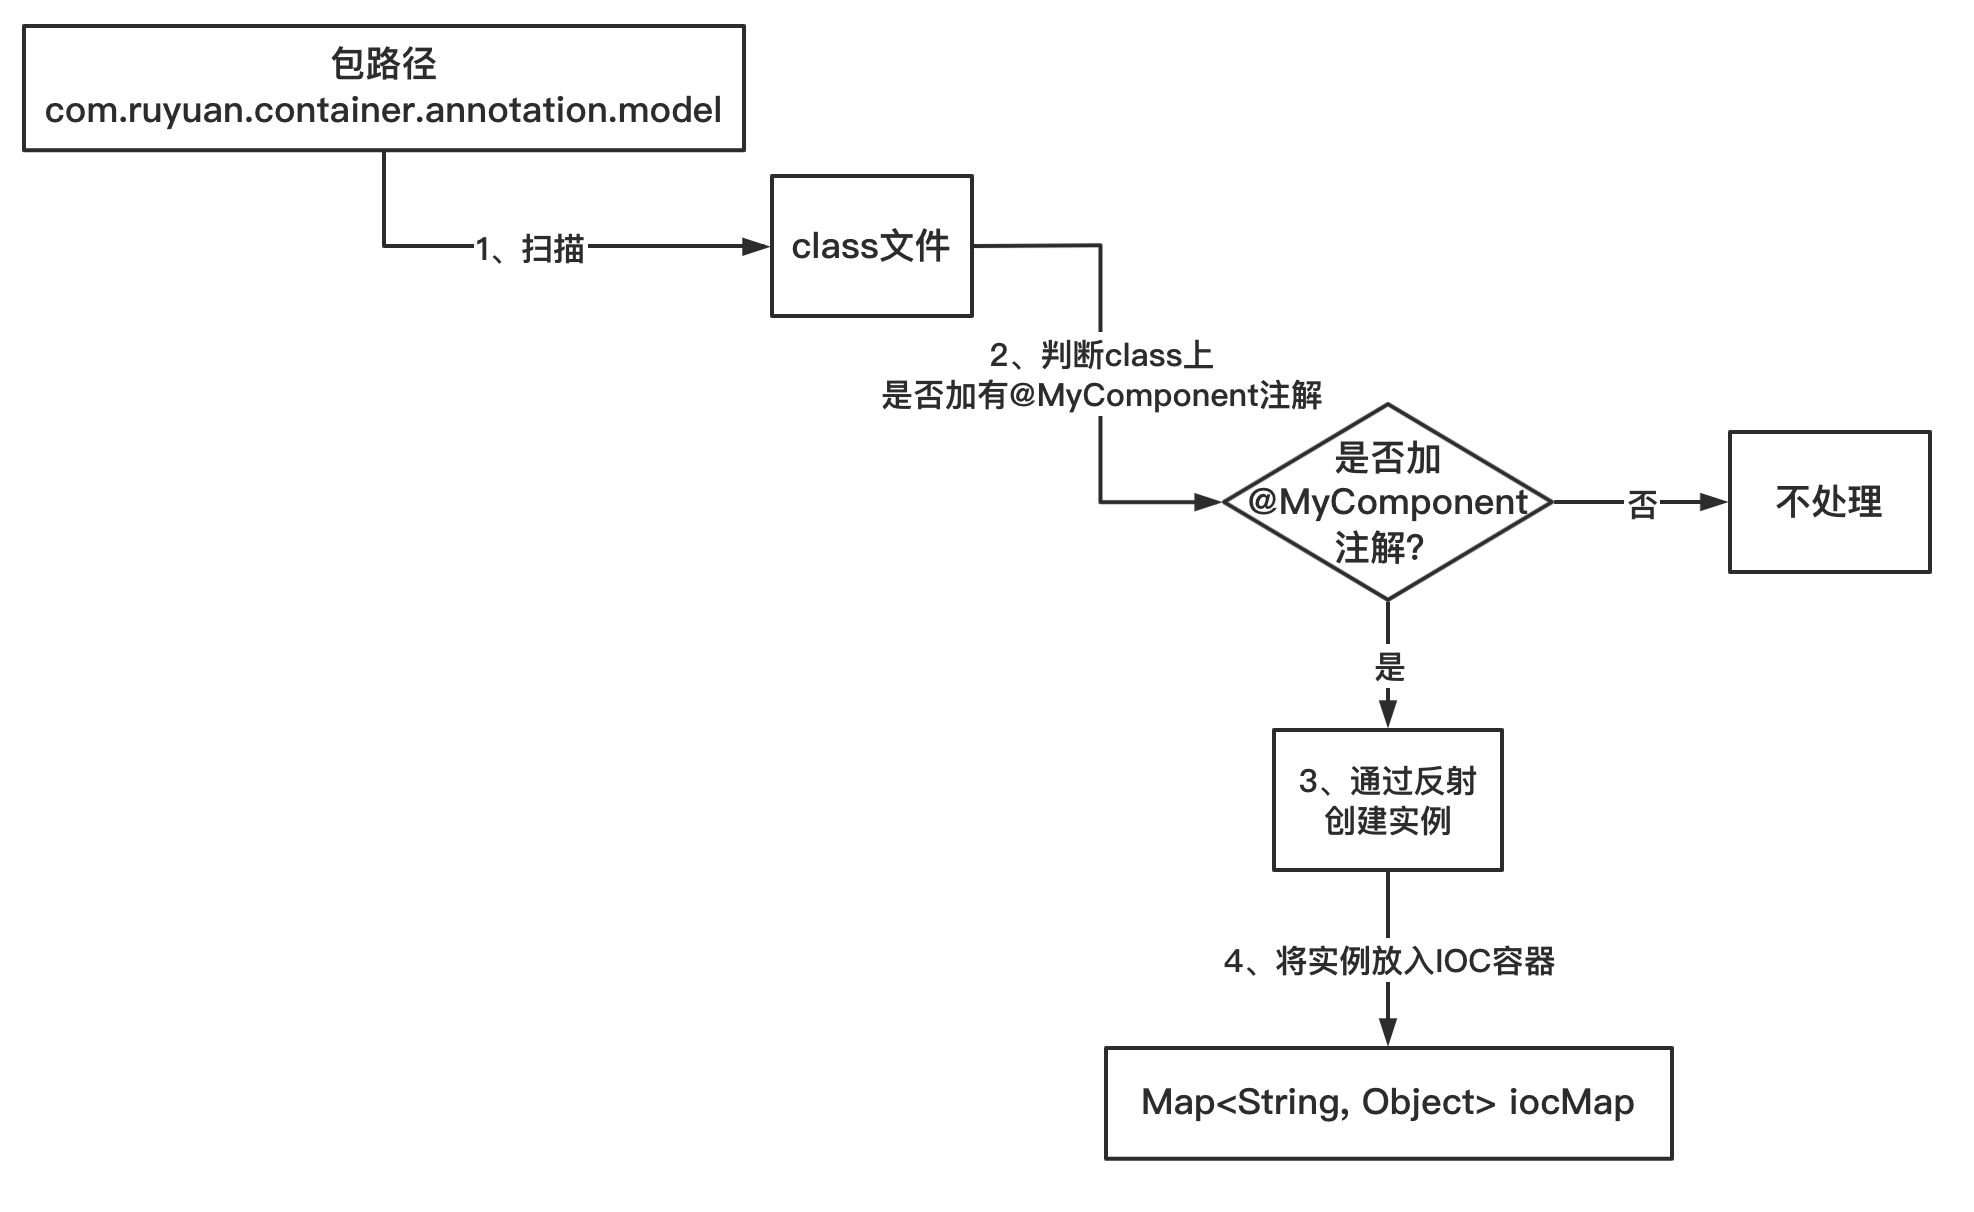 包路径
com.ruyuan.container.annotation.model
1、扫描
class文件
2、判断class上
是否加有@MyComponent注解
是否加
@MyComponent
注解?
否
不处理
是
3、通过反射
创建实例
4、将实例放入IOC容器
Map<String, Object> iocMap